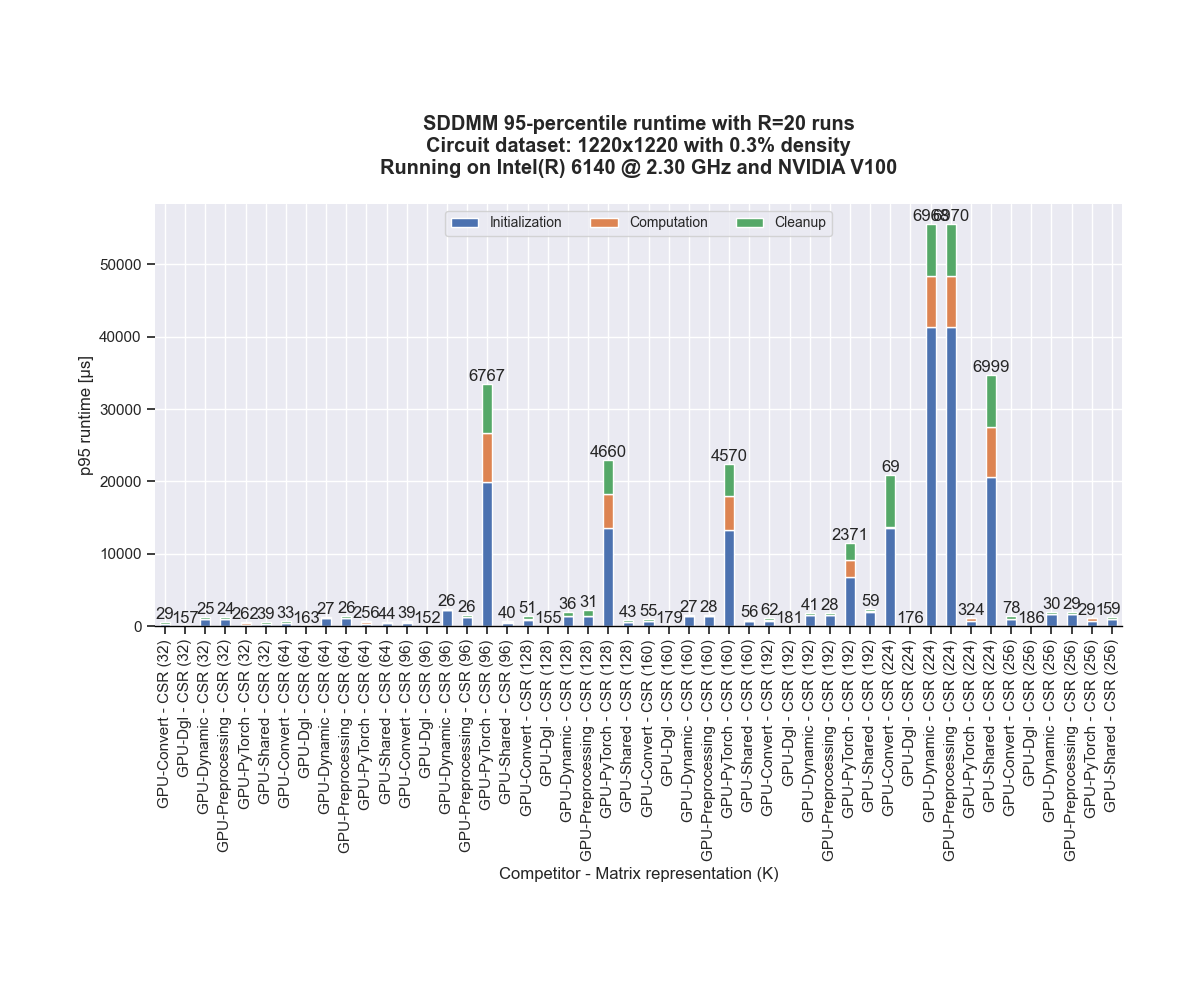 SDDMM 95-percentile runtime with R=20 runs
Circuit dataset: 1220x1220 with 0.3% density
Running on Intel(R) 6140 @ 2.30 GHz and NVIDIA V100
Initialization
Computation
Cleanup
p95 runtime [µs]
50000
40000
30000
20000
10000
0
29
157
25
24
262
39
33
163
27
26
256
44
39
152
26
26
6767
40
51
155
36
31
4660
43
55
179
27
28
4570
56
62
181
41
28
2371
59
69
176
6968
6970
324
6999
78
186
30
29
291
59
GPU-Convert - CSR (32)
GPU-Dgl - CSR (32)
GPU-Dynamic - CSR (32)
GPU-Preprocessing - CSR (32)
GPU-PyTorch - CSR (32)
GPU-Shared - CSR (32)
GPU-Convert - CSR (64)
GPU-Dgl - CSR (64)
GPU-Dynamic - CSR (64)
GPU-Preprocessing - CSR (64)
GPU-PyTorch - CSR (64)
GPU-Shared - CSR (64)
GPU-Convert - CSR (96)
GPU-Dgl - CSR (96)
GPU-Dynamic - CSR (96)
GPU-Preprocessing - CSR (96)
GPU-PyTorch - CSR (96)
GPU-Shared - CSR (96)
GPU-Convert - CSR (128)
GPU-Dgl - CSR (128)
GPU-Dynamic - CSR (128)
GPU-Preprocessing - CSR (128)
GPU-PyTorch - CSR (128)
GPU-Shared - CSR (128)
GPU-Convert - CSR (160)
GPU-Dgl - CSR (160)
GPU-Dynamic - CSR (160)
GPU-Preprocessing - CSR (160)
GPU-PyTorch - CSR (160)
GPU-Shared - CSR (160)
GPU-Convert - CSR (192)
GPU-Dgl - CSR (192)
GPU-Dynamic - CSR (192)
GPU-Preprocessing - CSR (192)
GPU-PyTorch - CSR (192)
GPU-Shared - CSR (192)
GPU-Convert - CSR (224)
GPU-Dgl - CSR (224)
GPU-Dynamic - CSR (224)
GPU-Preprocessing - CSR (224)
GPU-PyTorch - CSR (224)
GPU-Shared - CSR (224)
GPU-Convert - CSR (256)
GPU-Dgl - CSR (256)
GPU-Dynamic - CSR (256)
GPU-Preprocessing - CSR (256)
GPU-PyTorch - CSR (256)
GPU-Shared - CSR (256)
Competitor - Matrix representation (K)